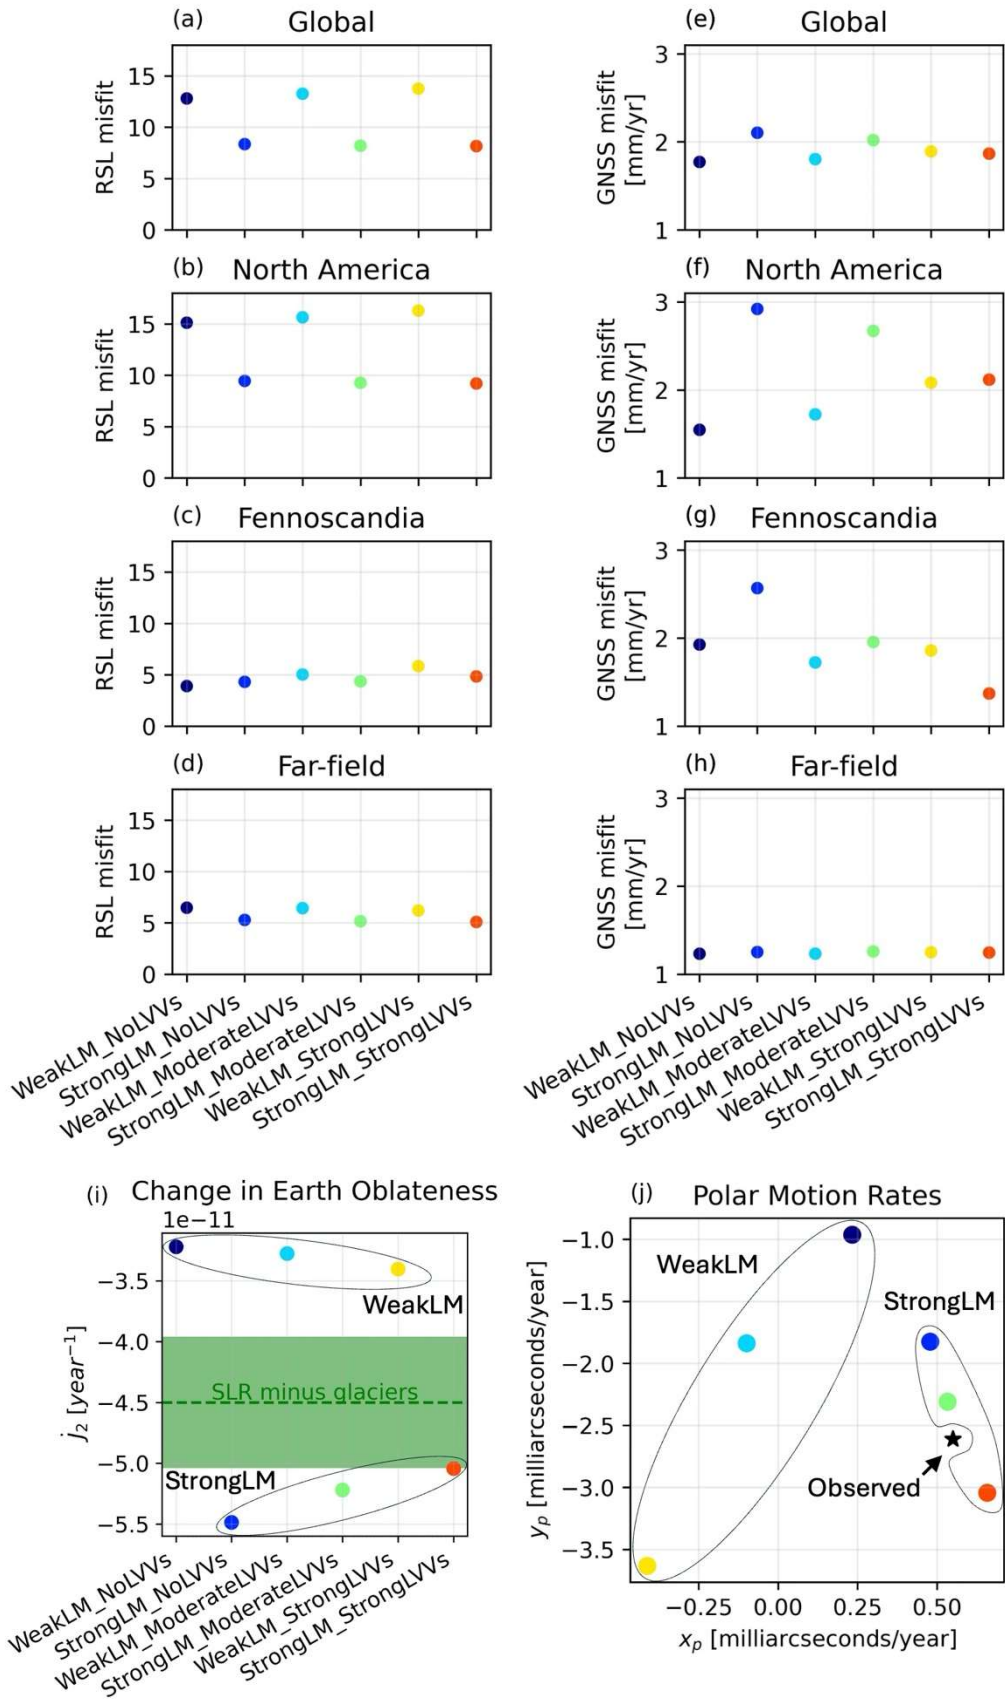 (a) Global
RSL misfit
15
10
5
0
(b) North America
RSL misfit
15
10
5
0
(c) Fennoscandia
RSL misfit
15
10
5
0
(d) Far-field
RSL misfit
15
10
5
0
WeakLM_NoLVVs
StrongLM_NoLVVs
WeakLM_ModerateLVVs
StrongLM_ModerateLVVs
WeakLM_StrongLVVs
StrongLM_StrongLVVs
(e) Global
GNSS misfit
[mm/yr]
3
2
1
(f) North America
GNSS misfit
[mm/yr]
3
2
1
(g) Fennoscandia
GNSS misfit
[mm/yr]
3
2
1
(h) Far-field
GNSS misfit
[mm/yr]
3
2
1
WeakLM_NoLVVs
StrongLM_NoLVVs
WeakLM_ModerateLVVs
StrongLM_ModerateLVVs
WeakLM_StrongLVVs
StrongLM_StrongLVVs
(i) Change in Earth Oblateness
1e−11
−3.5
−4.0
−4.5
−5.0
−5.5
j̇₂ [year⁻¹]
WeakLM
SLR minus glaciers
StrongLM
WeakLM_NoLVVs
StrongLM_NoLVVs
WeakLM_ModerateLVVs
StrongLM_ModerateLVVs
WeakLM_StrongLVVs
StrongLM_StrongLVVs
(j) Polar Motion Rates
−1.0
−1.5
−2.0
−2.5
−3.0
−3.5
yₚ [milliarcseconds/year]
WeakLM
StrongLM
Observed
−0.25 0.00 0.25 0.50
xₚ [milliarcseconds/year]